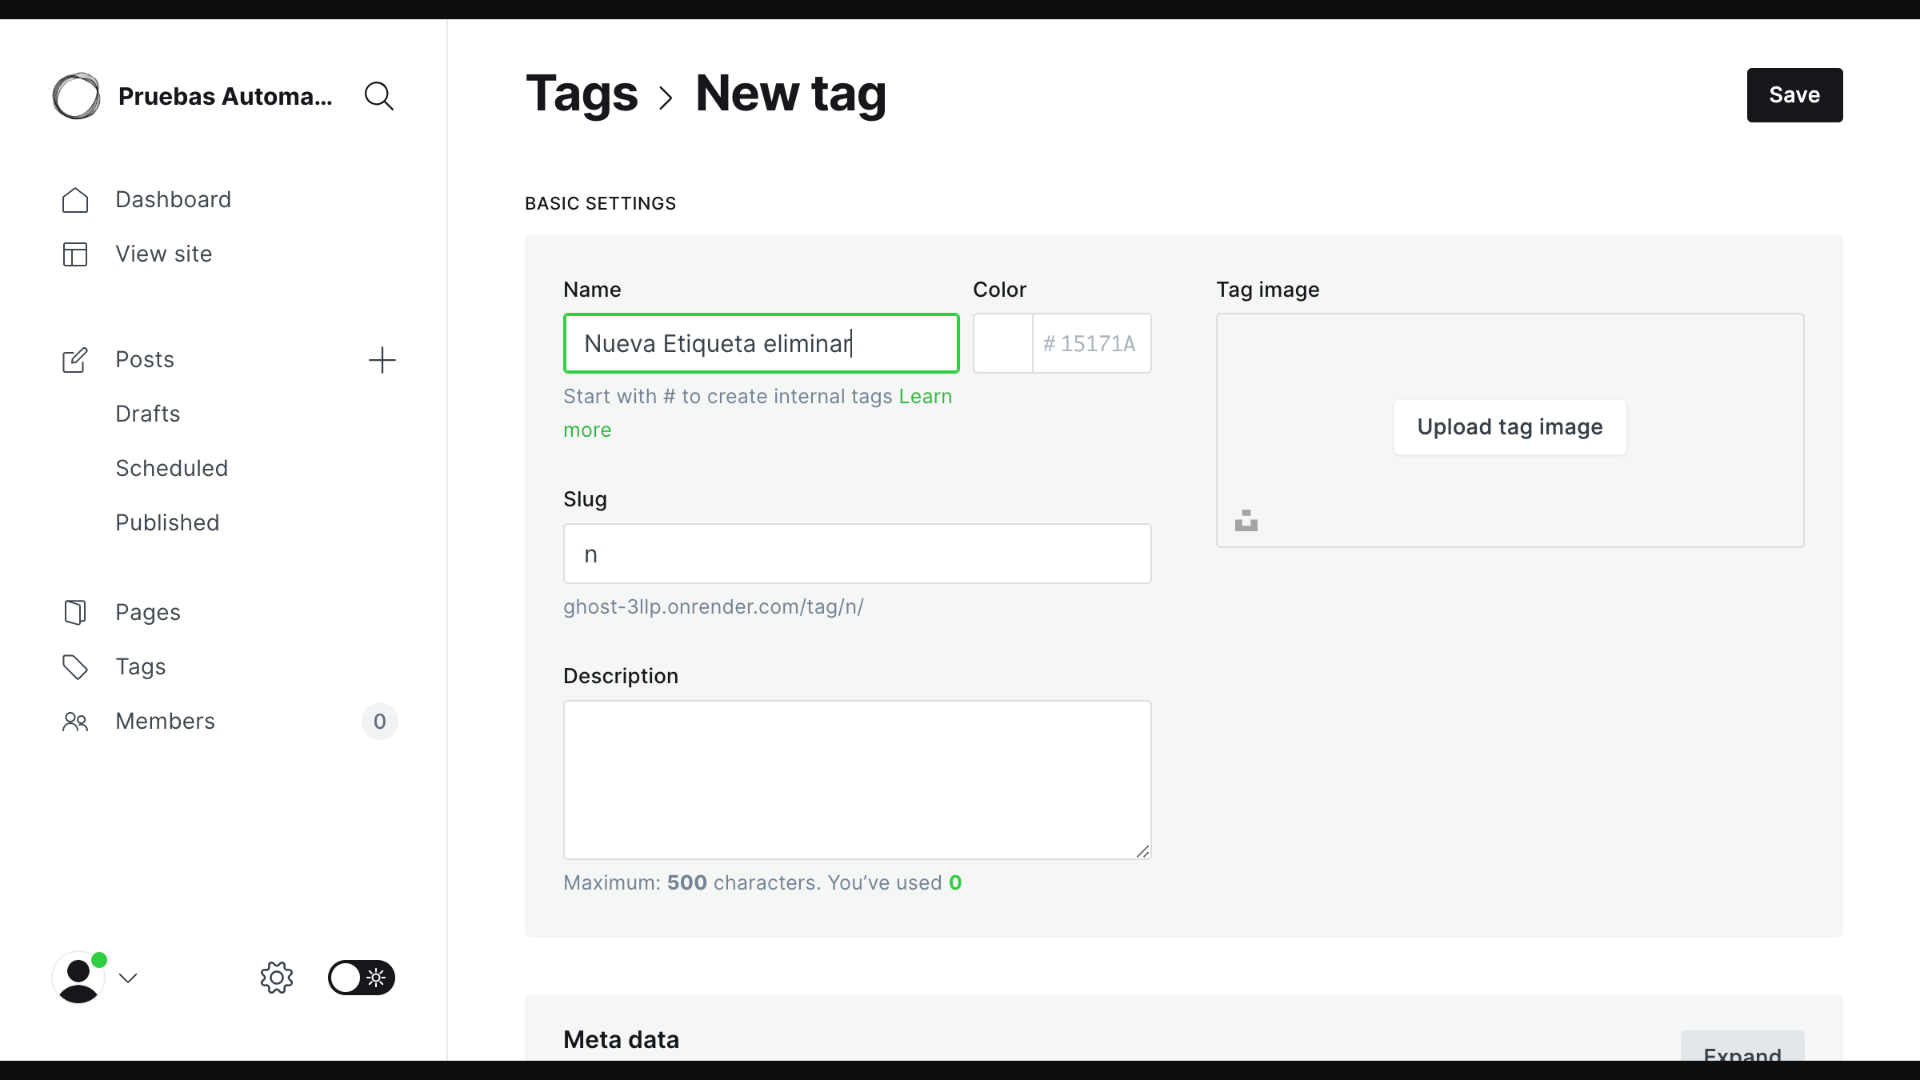 Pruebas Automa...
Dashboard
View site
Posts
Drafts
Scheduled
Published
Pages
Tags
Members
0
Tags > New tag
Save
BASIC SETTINGS
Name
Color
Tag image
Nueva Etiqueta eliminar
# 15171A
Start with # to create internal tags Learn
more
Upload tag image
Slug
n
ghost-3llp.onrender.com/tag/n/
Description
Maximum: 500 characters. You’ve used 0
Meta data
Expand